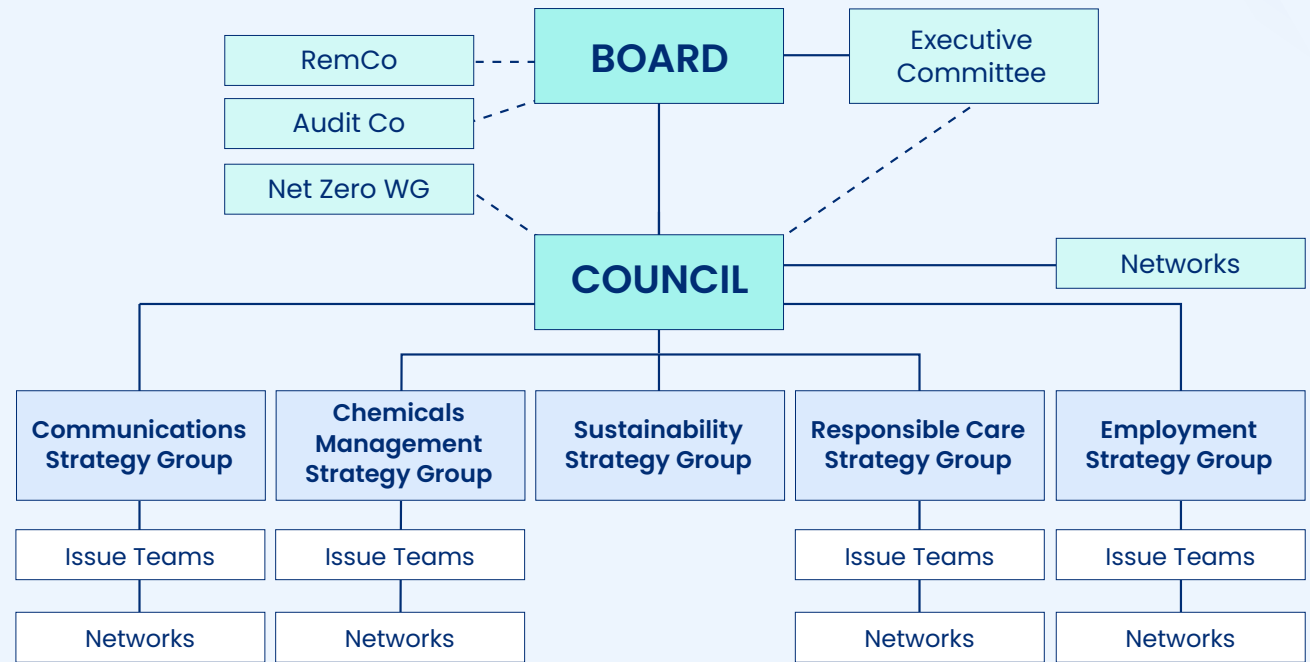 BOARD
Executive
Committee
RemCo
Audit Co
Net Zero WG
COUNCIL
Networks
Communications
Strategy Group
Chemicals
Management
Strategy Group
Sustainability
Strategy Group
Responsible Care
Strategy Group
Employment
Strategy Group
Issue Teams
Issue Teams
Issue Teams
Issue Teams
Networks
Networks
Networks
Networks